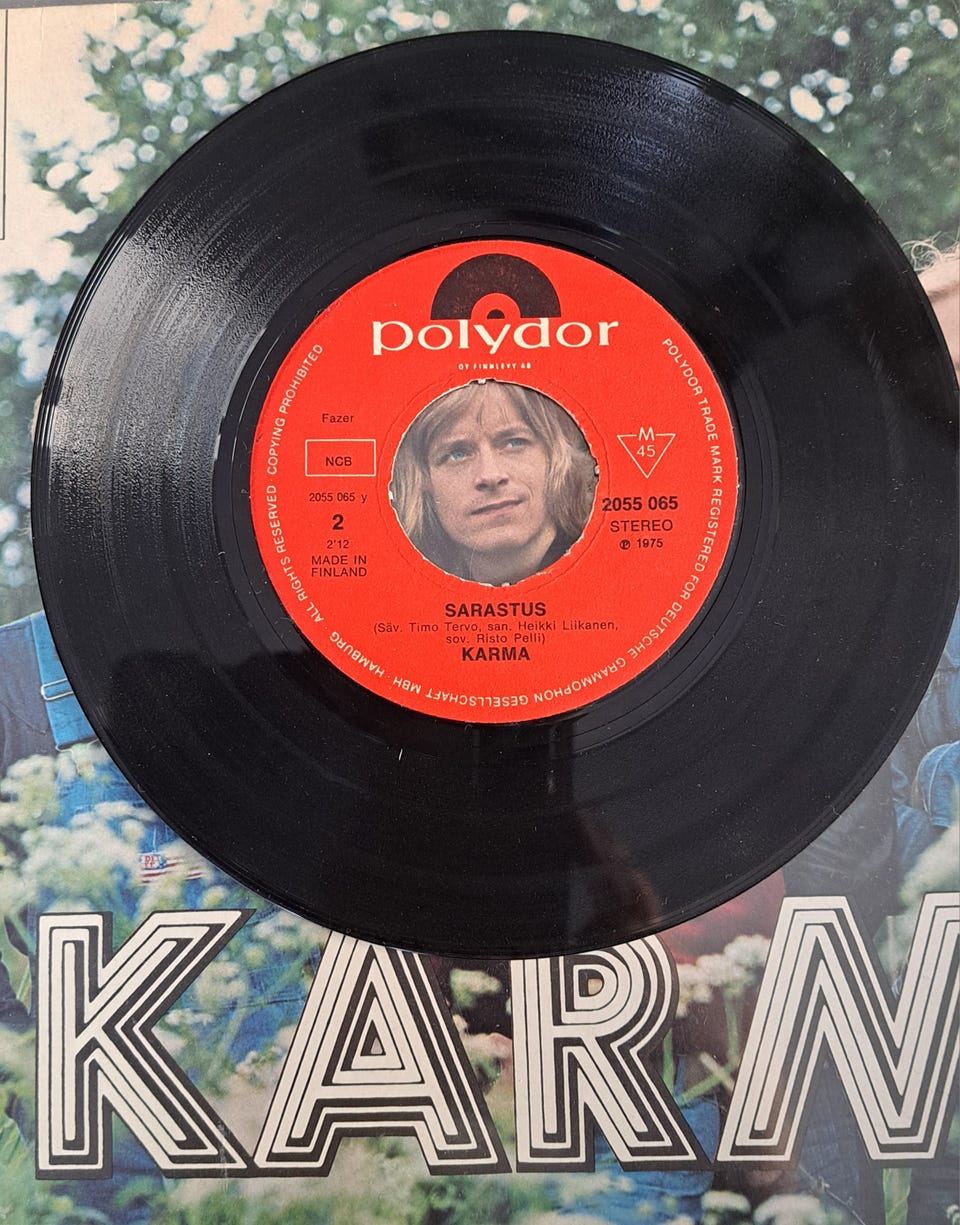 polydor
OY FINNLEVY AB
ALL RIGHTS RESERVED COPYING PROHIBITED
POLYDOR TRADE MARK REGISTERED FOR DEUTSCHE GRAMMOPHON GESELLSCHAFT MBH · HAMBURG
Fazer
NCB
2055 065 y
2
2'12
MADE IN
FINLAND
M
45
2055 065
STEREO
℗ 1975
SARASTUS
(Säv. Timo Tervo, san. Heikki Liikanen,
sov. Risto Pelli)
KARMA
KARM